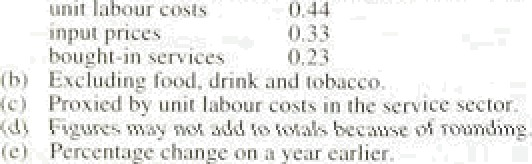 unit labour costs 0.44
input prices 0.33
bought-in services 0.23
(b) Excluding food, drink and tobacco.
(c) Proxied by unit labour costs in the service sector.
(d) Figures may not add to totals because of rounding.
(e) Percentage change on a year earlier.